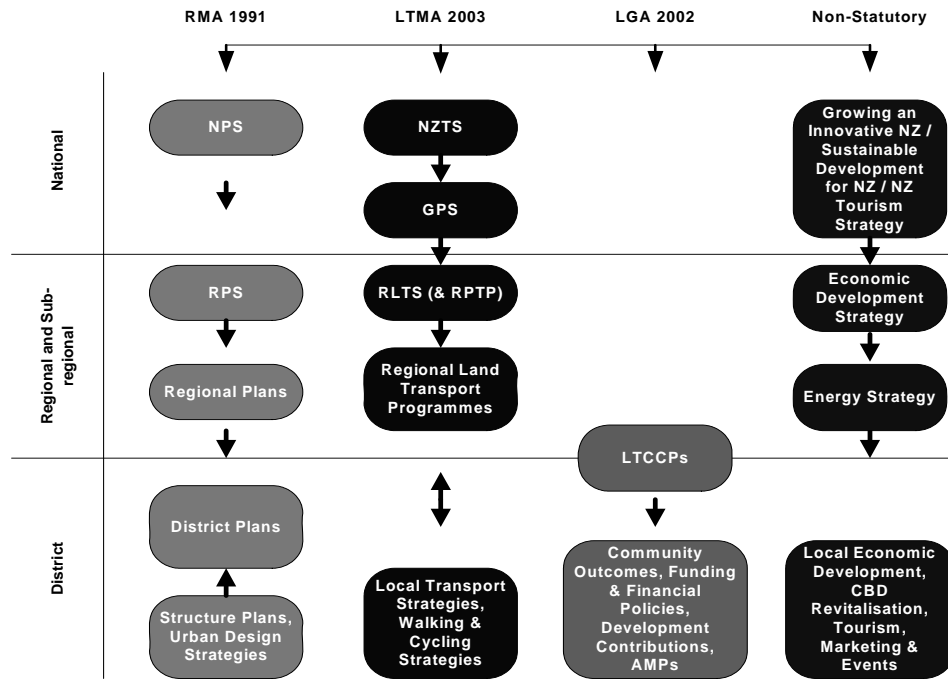 RMA 1991
LTMA 2003
LGA 2002
Non-Statutory
National
NPS
NZTS
GPS
Growing an
Innovative NZ /
Sustainable
Development
for NZ / NZ
Tourism
Strategy
Regional and Sub-
regional
RPS
Regional Plans
RLTS (& RPTP)
Regional Land
Transport
Programmes
Economic
Development
Strategy
Energy Strategy
LTCCPs
District
District Plans
Structure Plans,
Urban Design
Strategies
Local Transport
Strategies,
Walking &
Cycling
Strategies
Community
Outcomes, Funding
& Financial
Policies,
Development
Contributions,
AMPs
Local Economic
Development,
CBD
Revitalisation,
Tourism,
Marketing &
Events